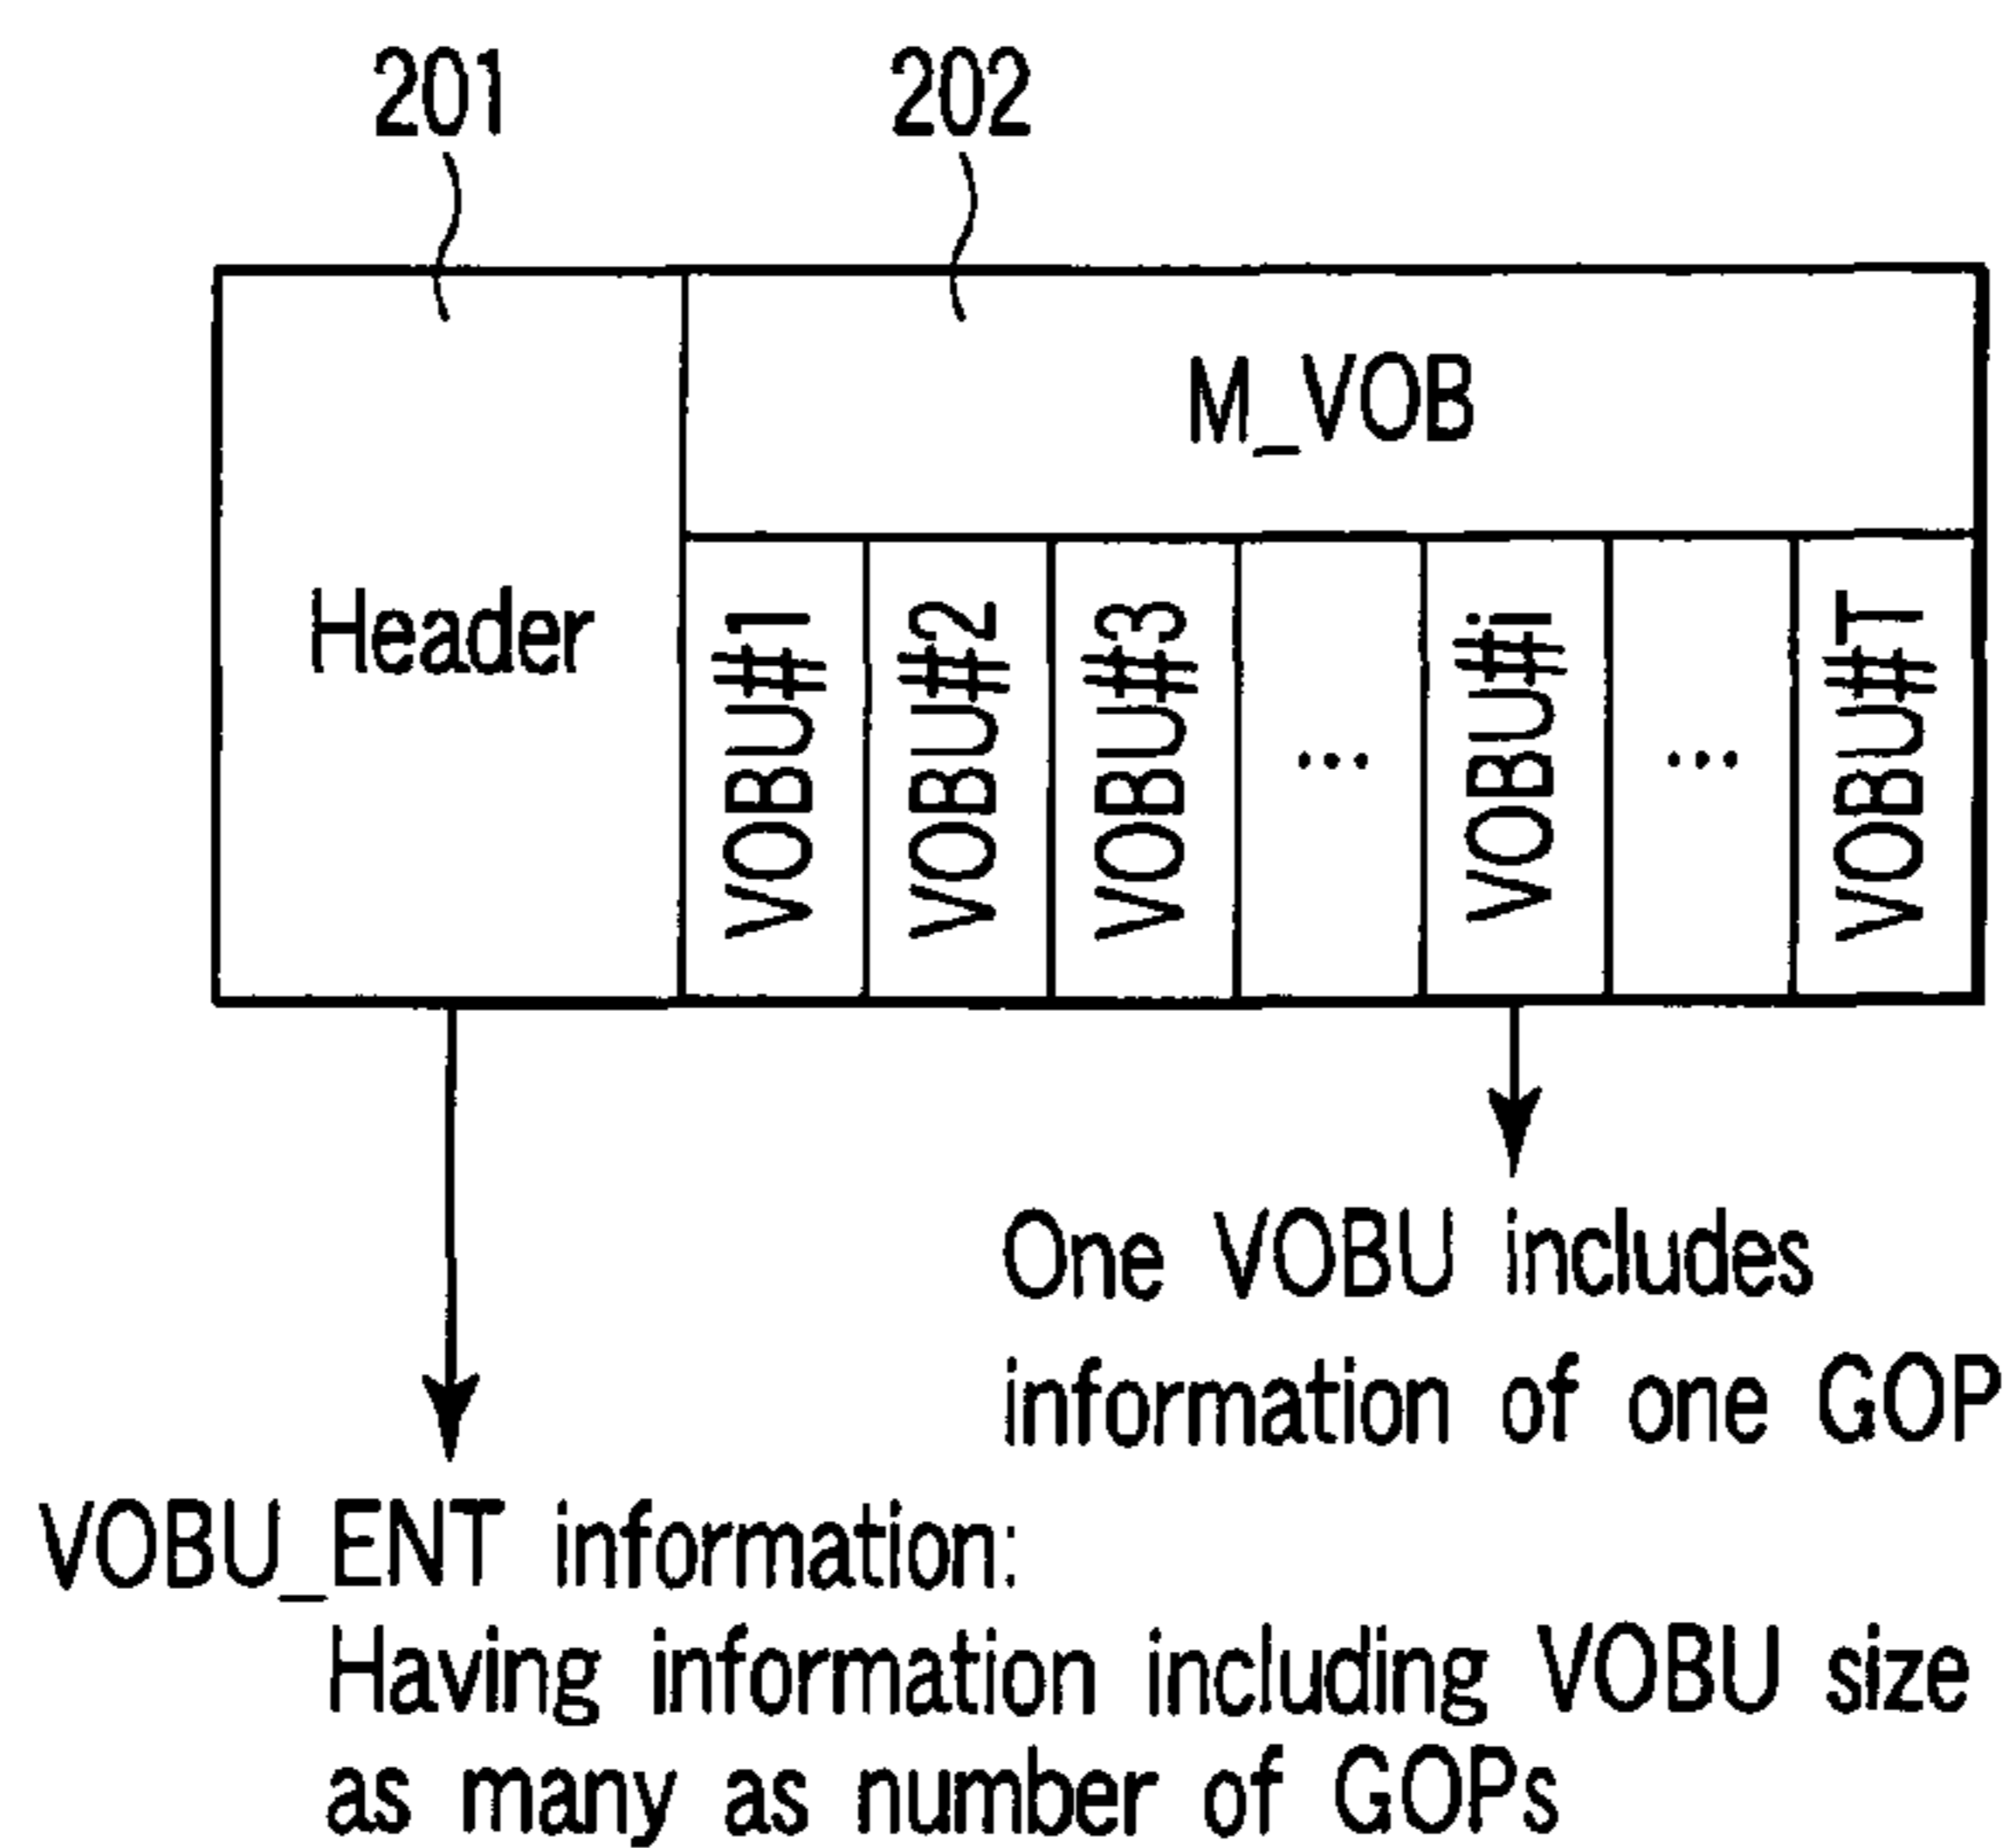 201 202
M_VOB
Header
VOBU#1 VOBU#2 VOBU#3 ... VOBU#i ... VOBU#T
One VOBU includes
information of one GOP
VOBU_ENT information:
Having information including VOBU size
as many as number of GOPs